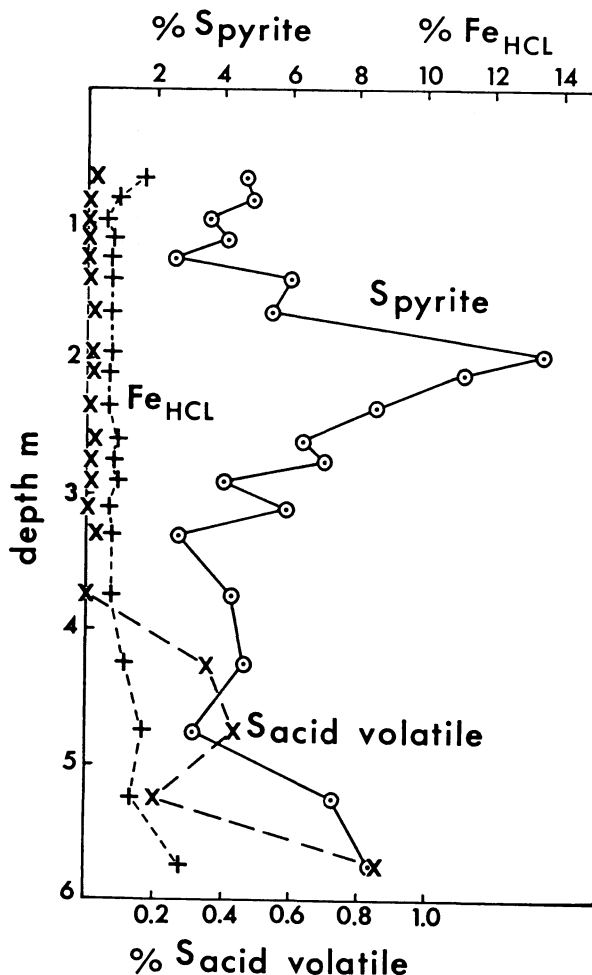 % Spyrite % FeHCL
2 4 6 8 10 12 14
1
Spyrite
2
FeHCL
depth m
3
4
Sacid volatile
5
6
0.2 0.4 0.6 0.8 1.0
% Sacid volatile